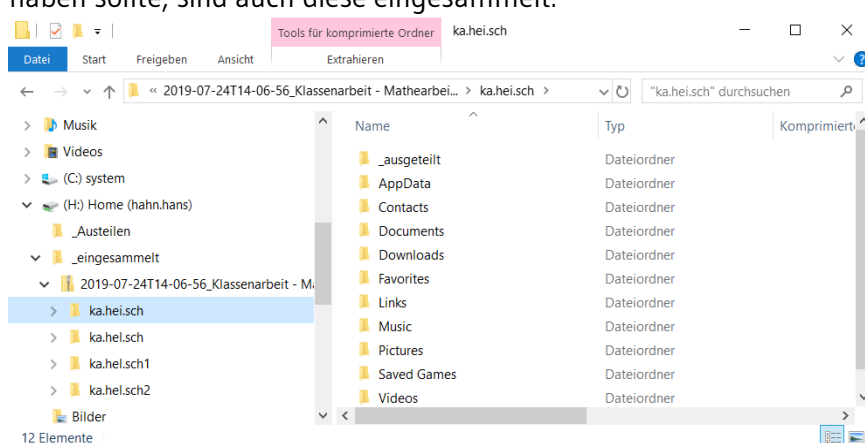 haben sollte, sind auch diese eingesammelt.
Tools für komprimierte Ordner ka.hei.sch
Datei Start Freigeben Ansicht Extrahieren
« 2019-07-24T14-06-56_Klassenarbeit - Mathearbei... > ka.hei.sch > "ka.hei.sch" durchsuchen
Name Typ Komprimierte
Musik
Videos
(C:) system
(H:) Home (hahn.hans)
_Austeilen
_eingesammelt
2019-07-24T14-06-56_Klassenarbeit - Ma
ka.hei.sch
ka.hel.sch
ka.hel.sch1
ka.hel.sch2
Bilder
_ausgeteilt Dateiordner
AppData Dateiordner
Contacts Dateiordner
Documents Dateiordner
Downloads Dateiordner
Favorites Dateiordner
Links Dateiordner
Music Dateiordner
Pictures Dateiordner
Saved Games Dateiordner
Videos Dateiordner
12 Elemente